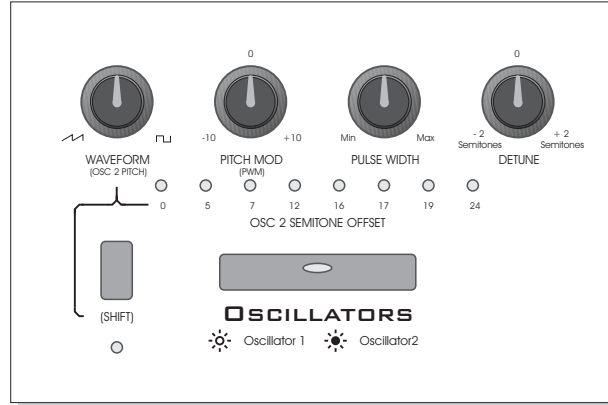 0 0
-10 +10 Min Max - 2 + 2
Semitones Semitones
WAVEFORM PITCH MOD PULSE WIDTH DETUNE
(OSC 2 PITCH) (PWM)
0 5 7 12 16 17 19 24
OSC 2 SEMITONE OFFSET
OSCILLATORS
(SHIFT)
Oscillator 1 Oscillator2